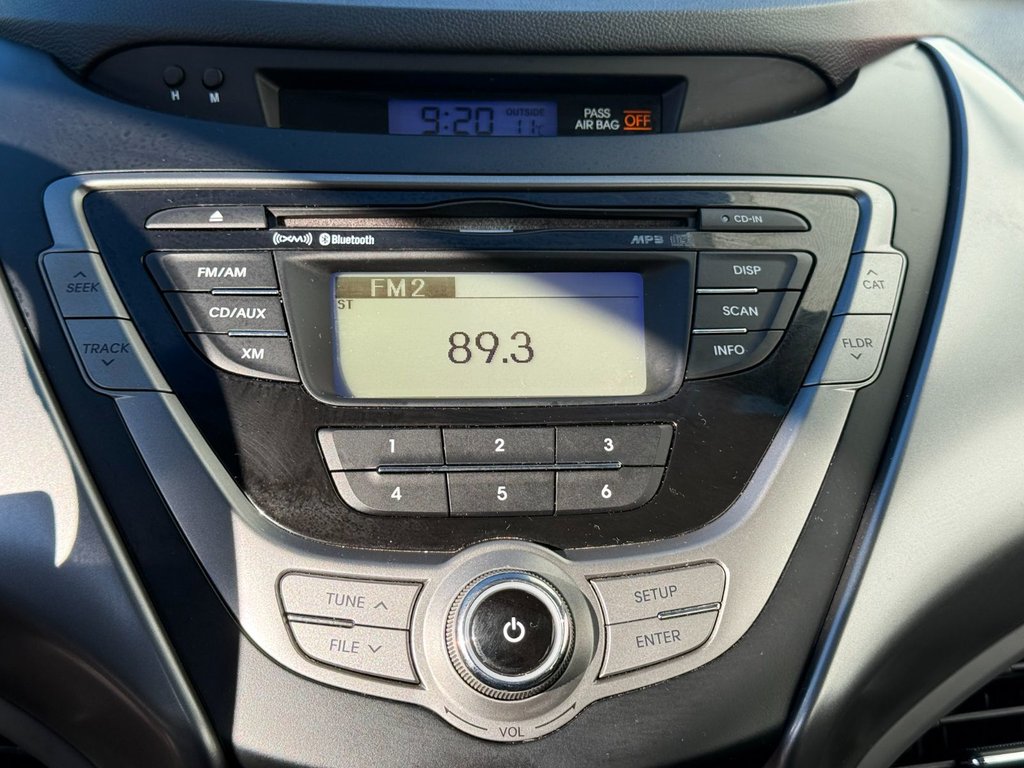 H M
9:20 OUTSIDE 11°C
PASS AIR BAG OFF
CD-IN
((XM)) Bluetooth MP3
SEEK
TRACK
FM/AM
CD/AUX
XM
FM2
ST
89.3
DISP
SCAN
INFO
CAT
FLDR
1 2 3
4 5 6
TUNE
FILE
SETUP
ENTER
VOL